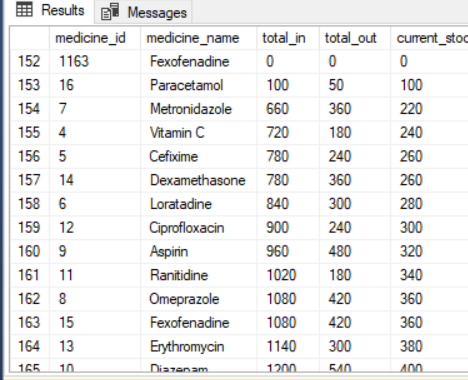 Results Messages
medicine_id medicine_name total_in total_out current_stoc
152 1163 Fexofenadine 0 0 0
153 16 Paracetamol 100 50 100
154 7 Metronidazole 660 360 220
155 4 Vitamin C 720 180 240
156 5 Cefixime 780 240 260
157 14 Dexamethasone 780 360 260
158 6 Loratadine 840 300 280
159 12 Ciprofloxacin 900 240 300
160 9 Aspirin 960 480 320
161 11 Ranitidine 1020 180 340
162 8 Omeprazole 1080 420 360
163 15 Fexofenadine 1080 420 360
164 13 Erythromycin 1140 300 380
165 10 Diazepam 1200 540 400